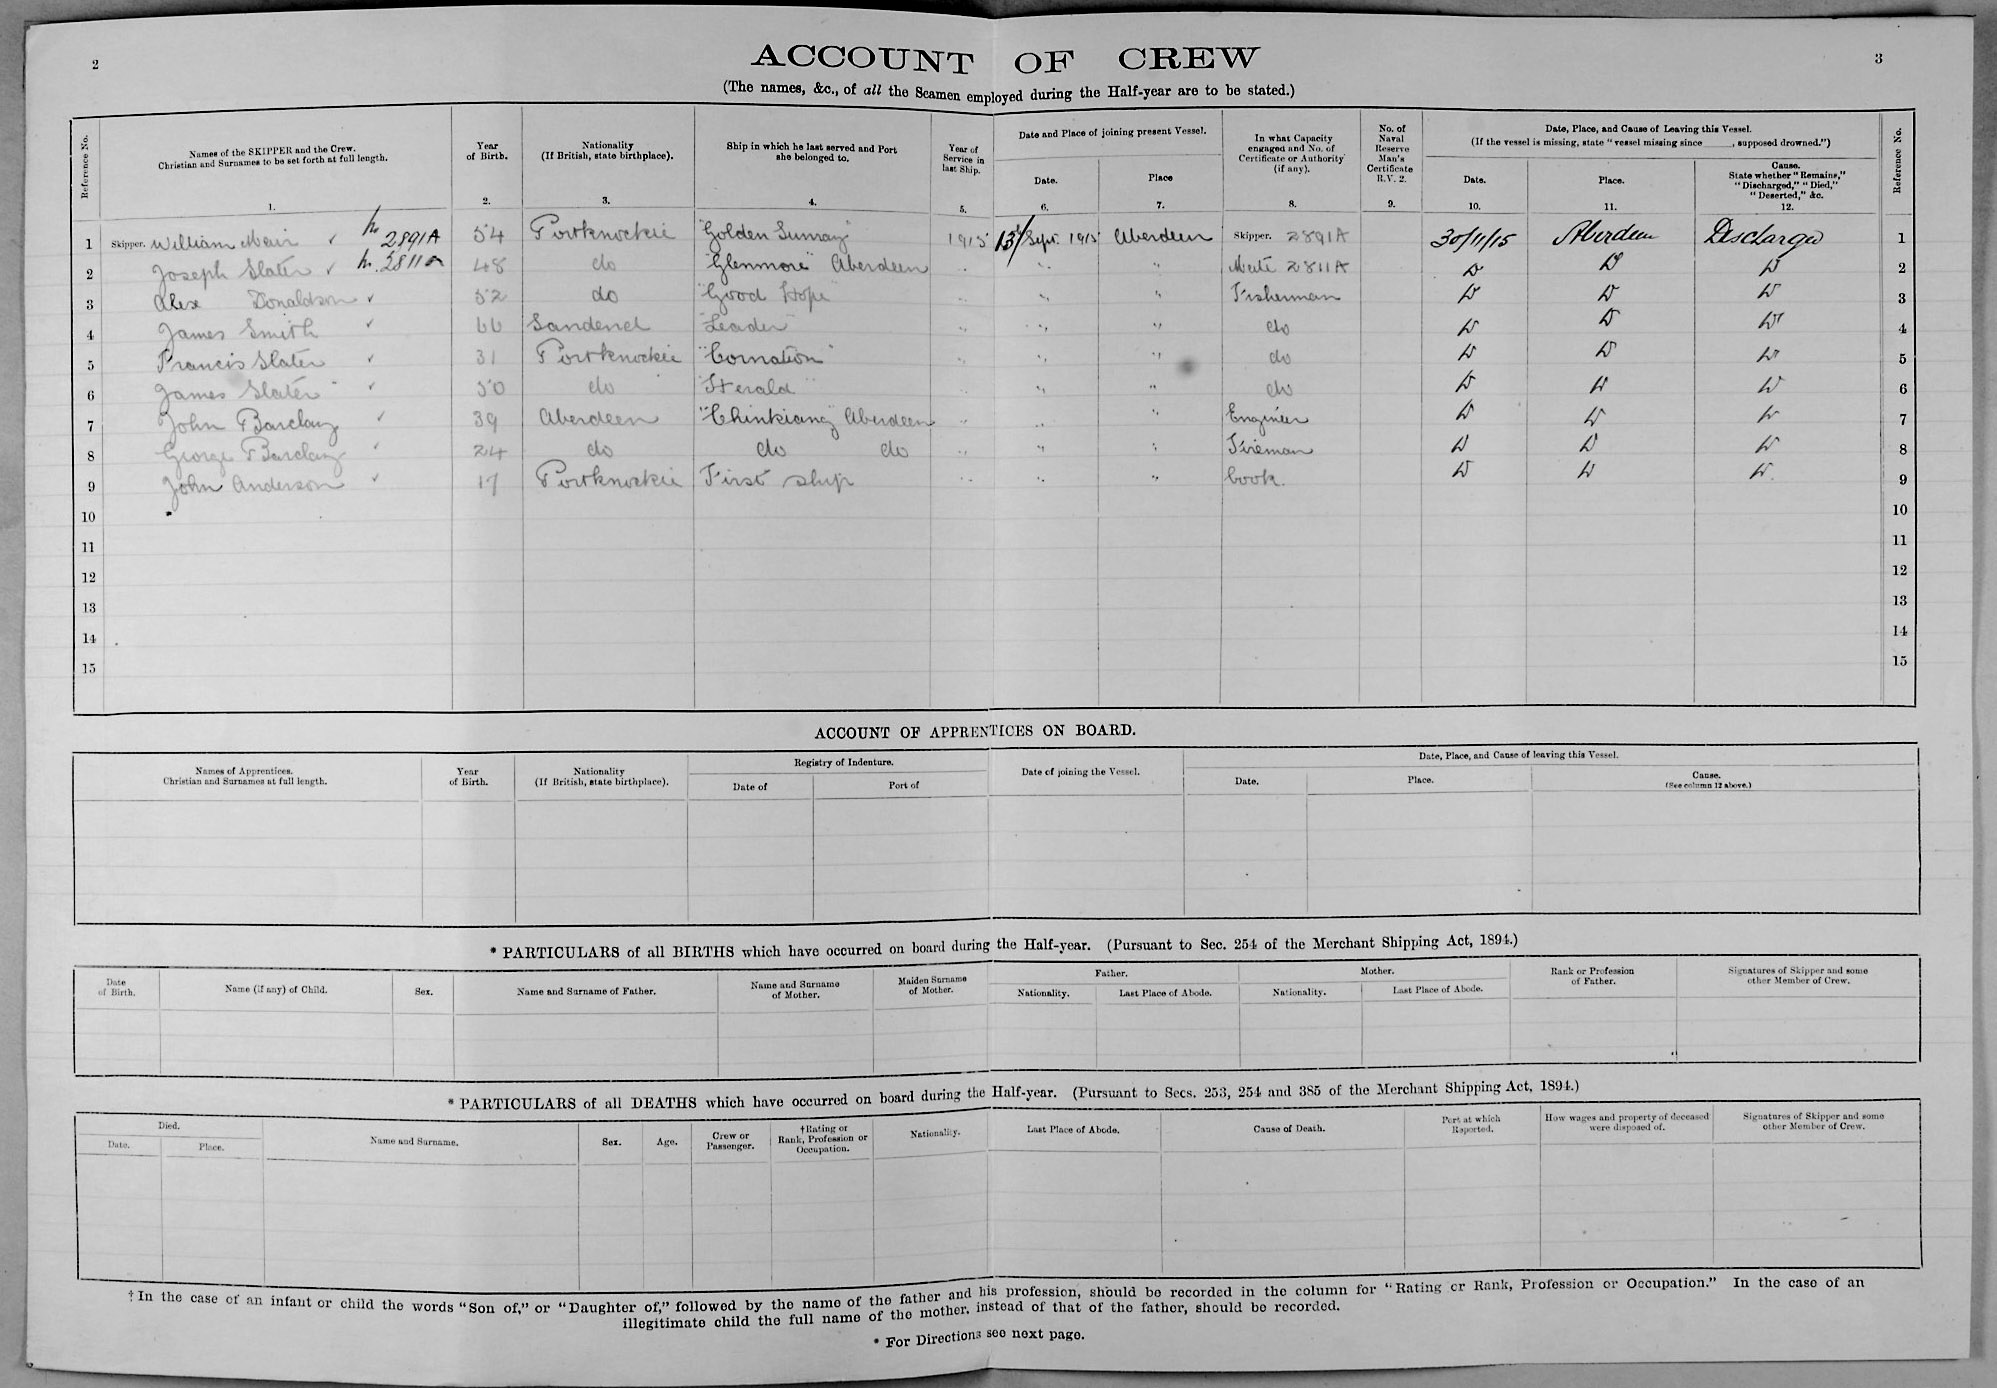 2
ACCOUNT OF CREW
3
(The names, &c., of all the Seamen employed during the Half-year are to be stated.)
Reference No.
Names of the SKIPPER and the Crew.
Christian and Surnames to be set forth at full length.
1.
Year of Birth.
2.
Nationality
(If British, state birthplace).
3.
Ship in which he last served and Port she belonged to.
4.
Year of Service in last Ship.
5.
Date and Place of joining present Vessel.
Date.
6.
Place
7.
In what Capacity engaged and No. of Certificate or Authority (if any).
8.
No. of Naval Reserve Man's Certificate R.V. 2.
9.
Date, Place, and Cause of Leaving this Vessel.
(If the vessel is missing, state "vessel missing since ____, supposed drowned.")
Date.
10.
Place.
11.
Cause.
State whether "Remains," "Discharged," "Died," "Deserted," &c.
12.
Reference No.
1 Skipper. William Mair ✓ 2891A 54 Portknockie "Golden Sunray" 1915 13/Sept. 1915 Aberdeen Skipper. 2891A 30/11/15 Aberdeen Discharged 1
2 Joseph Slater ✓ 2811A 48 do "Glenmore" Aberdeen " " " Mate 2811A D D D 2
3 Alex Donaldson ✓ 52 do "Good Hope" " " " Fisherman D D D 3
4 James Smith ✓ 66 Sandend "Leader" " " " do D D D 4
5 Francis Slater ✓ 31 Portknockie "Cornation" " " " do D D D 5
6 James Slater ✓ 50 do "Herald" " " " do D D D 6
7 John Barclay ✓ 39 Aberdeen "Chinkiang" Aberdeen " " " Engineer D D D 7
8 George Barclay ✓ 24 do do do " " " Fireman D D D 8
9 John Anderson ✓ 17 Portknockie First ship " " " Cook. D D D 9
10 10
11 11
12 12
13 13
14 14
15 15
ACCOUNT OF APPRENTICES ON BOARD.
Names of Apprentices.
Christian and Surnames at full length.
Year of Birth.
Nationality
(If British, state birthplace).
Registry of Indenture.
Date of
Port of
Date of joining the Vessel.
Date, Place, and Cause of leaving this Vessel.
Date.
Place.
Cause.
(See column 12 above.)
* PARTICULARS of all BIRTHS which have occurred on board during the Half-year. (Pursuant to Sec. 254 of the Merchant Shipping Act, 1894.)
Date of Birth.
Name (if any) of Child.
Sex.
Name and Surname of Father.
Name and Surname of Mother.
Maiden Surname of Mother.
Father.
Nationality.
Last Place of Abode.
Mother.
Nationality.
Last Place of Abode.
Rank or Profession of Father.
Signatures of Skipper and some other Member of Crew.
* PARTICULARS of all DEATHS which have occurred on board during the Half-year. (Pursuant to Secs. 253, 254 and 385 of the Merchant Shipping Act, 1894.)
Died.
Date.
Place.
Name and Surname.
Sex.
Age.
Crew or Passenger.
†Rating or Rank, Profession or Occupation.
Nationality.
Last Place of Abode.
Cause of Death.
Port at which Reported.
How wages and property of deceased were disposed of.
Signatures of Skipper and some other Member of Crew.
† In the case of an infant or child the words "Son of," or "Daughter of," followed by the name of the father and his profession, should be recorded in the column for "Rating or Rank, Profession or Occupation." In the case of an
illegitimate child the full name of the mother, instead of that of the father, should be recorded.
* For Directions see next page.